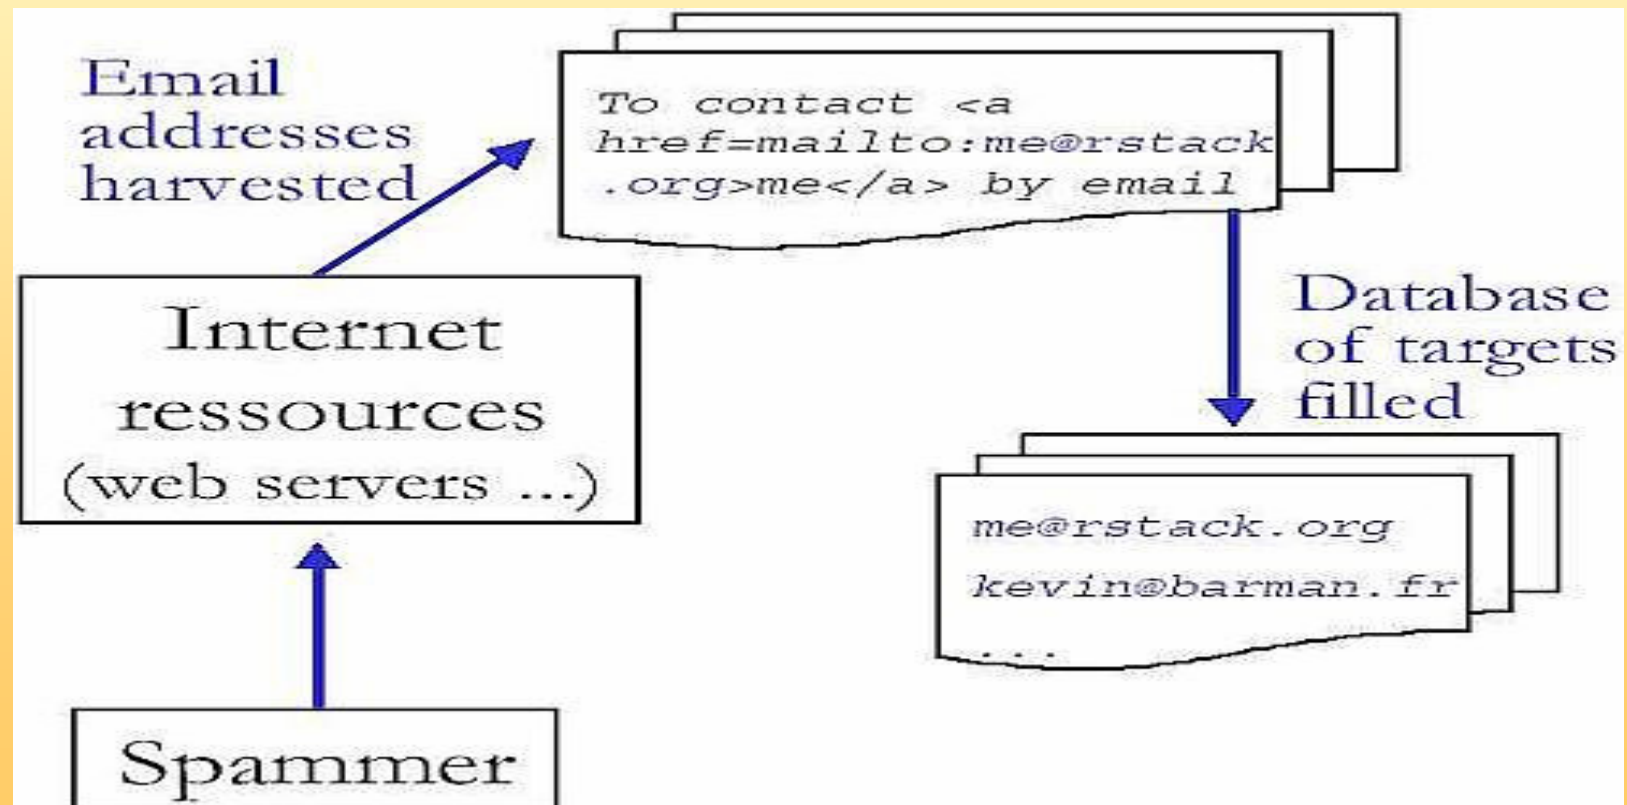 Email
addresses
harvested
To contact <a
href=mailto:me@rstack
.org>me</a> by email
Internet
ressources
(web servers ...)
Database
of targets
filled
me@rstack.org
kevin@barman.fr
...
Spammer